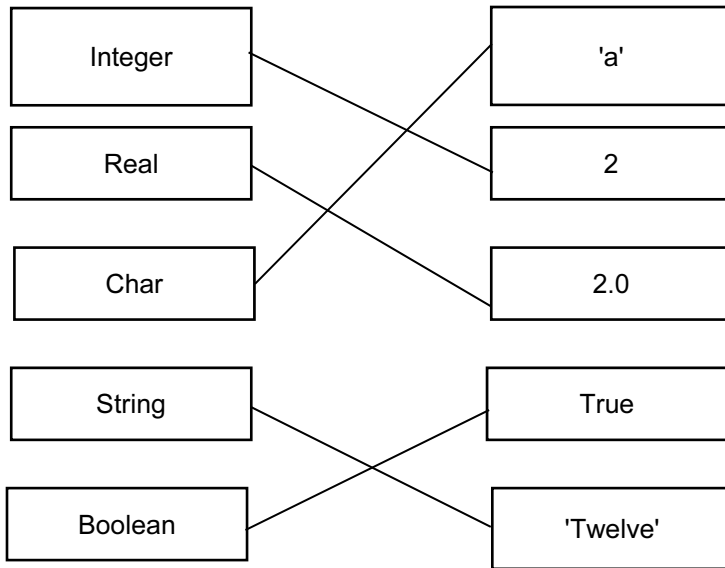 Integer
'a'
Real
2
Char
2.0
String
True
Boolean
'Twelve'